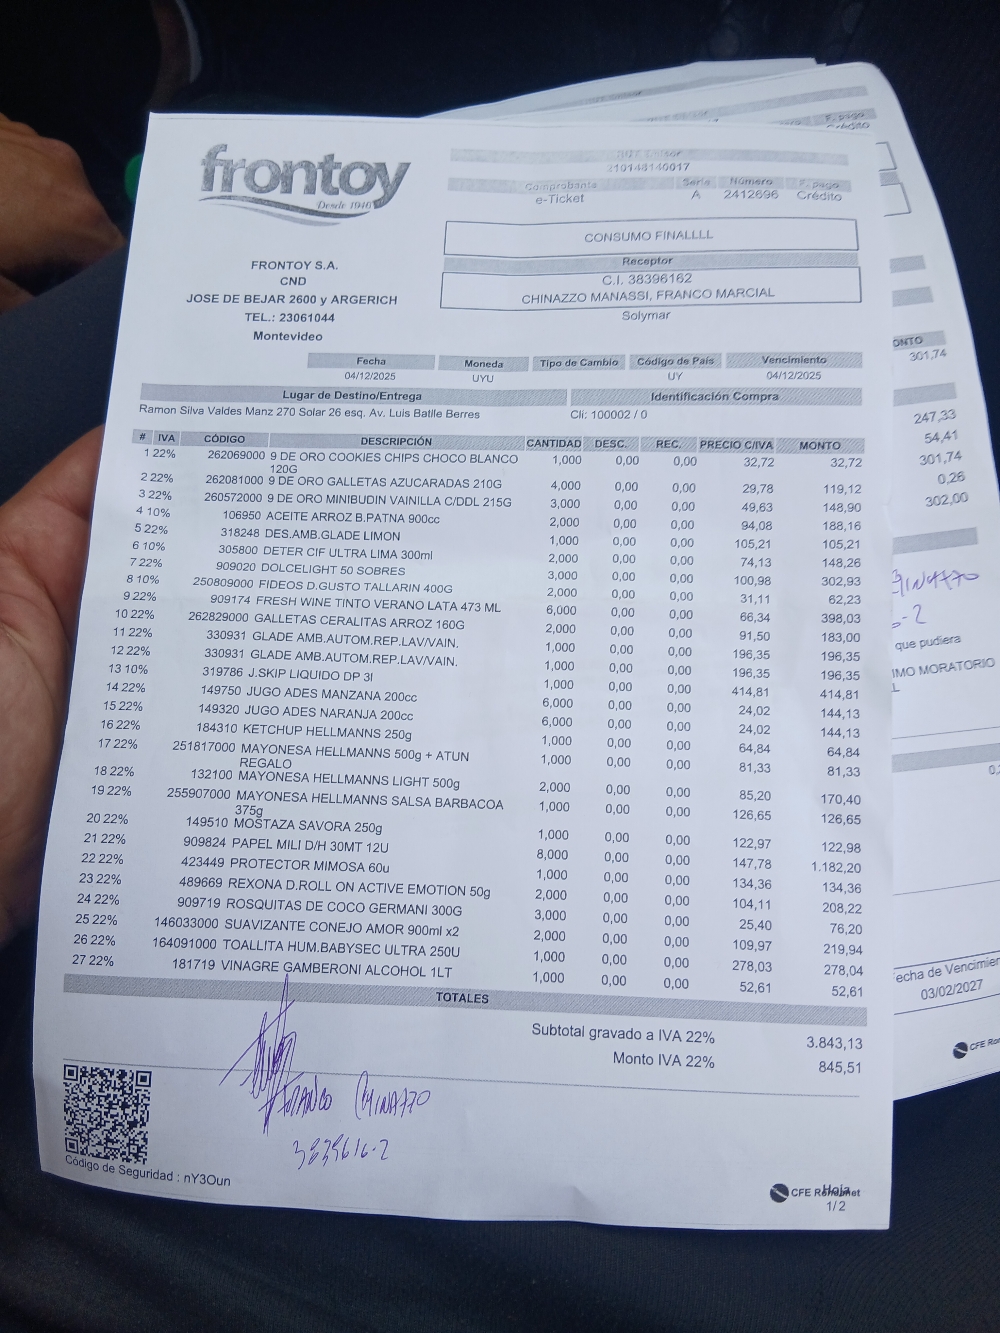 frontoy
Desde 1946
210148140017
Comprobante Serie Número F. pago
e-Ticket A 2412696 Crédito
CONSUMO FINALLLL
Receptor
C.I. 38396162
CHINAZZO MANASSI, FRANCO MARCIAL
Solymar
FRONTOY S.A.
CND
JOSE DE BEJAR 2600 y ARGERICH
TEL.: 23061044
Montevideo
Fecha Moneda Tipo de Cambio Código de País Vencimiento
04/12/2025 UYU UY 04/12/2025
Lugar de Destino/Entrega Identificación Compra
Ramon Silva Valdes Manz 270 Solar 26 esq. Av. Luis Batlle Berres Cli: 100002 / 0
# IVA CÓDIGO DESCRIPCIÓN CANTIDAD DESC. REC. PRECIO C/IVA MONTO
1 22% 262069000 9 DE ORO COOKIES CHIPS CHOCO BLANCO 1,000 0,00 0,00 32,72 32,72
120G
2 22% 262081000 9 DE ORO GALLETAS AZUCARADAS 210G 4,000 0,00 0,00 29,78 119,12
3 22% 260572000 9 DE ORO MINIBUDIN VAINILLA C/DDL 215G 3,000 0,00 0,00 49,63 148,90
4 10% 106950 ACEITE ARROZ B.PATNA 900cc 2,000 0,00 0,00 94,08 188,16
5 22% 318248 DES.AMB.GLADE LIMON 1,000 0,00 0,00 105,21 105,21
6 10% 305800 DETER CIF ULTRA LIMA 300ml 2,000 0,00 0,00 74,13 148,26
7 22% 909020 DOLCELIGHT 50 SOBRES 3,000 0,00 0,00 100,98 302,93
8 10% 250809000 FIDEOS D.GUSTO TALLARIN 400G 2,000 0,00 0,00 31,11 62,23
9 22% 909174 FRESH WINE TINTO VERANO LATA 473 ML 6,000 0,00 0,00 66,34 398,03
10 22% 262829000 GALLETAS CERALITAS ARROZ 160G 2,000 0,00 0,00 91,50 183,00
11 22% 330931 GLADE AMB.AUTOM.REP.LAV/VAIN. 1,000 0,00 0,00 196,35 196,35
12 22% 330931 GLADE AMB.AUTOM.REP.LAV/VAIN. 1,000 0,00 0,00 196,35 196,35
13 10% 319786 J.SKIP LIQUIDO DP 3l 1,000 0,00 0,00 414,81 414,81
14 22% 149750 JUGO ADES MANZANA 200cc 6,000 0,00 0,00 24,02 144,13
15 22% 149320 JUGO ADES NARANJA 200cc 6,000 0,00 0,00 24,02 144,13
16 22% 184310 KETCHUP HELLMANNS 250g 1,000 0,00 0,00 64,84 64,84
17 22% 251817000 MAYONESA HELLMANNS 500g + ATUN 1,000 0,00 0,00 81,33 81,33
REGALO
18 22% 132100 MAYONESA HELLMANNS LIGHT 500g 2,000 0,00 0,00 85,20 170,40
19 22% 255907000 MAYONESA HELLMANNS SALSA BARBACOA 1,000 0,00 0,00 126,65 126,65
375g
20 22% 149510 MOSTAZA SAVORA 250g 1,000 0,00 0,00 122,97 122,98
21 22% 909824 PAPEL MILI D/H 30MT 12U 8,000 0,00 0,00 147,78 1.182,20
22 22% 423449 PROTECTOR MIMOSA 60u 1,000 0,00 0,00 134,36 134,36
23 22% 489669 REXONA D.ROLL ON ACTIVE EMOTION 50g 2,000 0,00 0,00 104,11 208,22
24 22% 909719 ROSQUITAS DE COCO GERMANI 300G 3,000 0,00 0,00 25,40 76,20
25 22% 146033000 SUAVIZANTE CONEJO AMOR 900ml x2 2,000 0,00 0,00 109,97 219,94
26 22% 164091000 TOALLITA HUM.BABYSEC ULTRA 250U 1,000 0,00 0,00 278,03 278,04
27 22% 181719 VINAGRE GAMBERONI ALCOHOL 1LT 1,000 0,00 0,00 52,61 52,61
TOTALES
Subtotal gravado a IVA 22% 3.843,13
Monto IVA 22% 845,51
FRANCO CHINAZZO
3839616-2
Código de Seguridad : nY3Oun
CFE
Hoja
1/2
F. pago
Crédito
ONTO
301,74
247,33
54,41
301,74
0,26
302,00
CHINAZZO
6-2
que pudiera
IMO MORATORIO
echa de Vencimien
03/02/2027
CFE